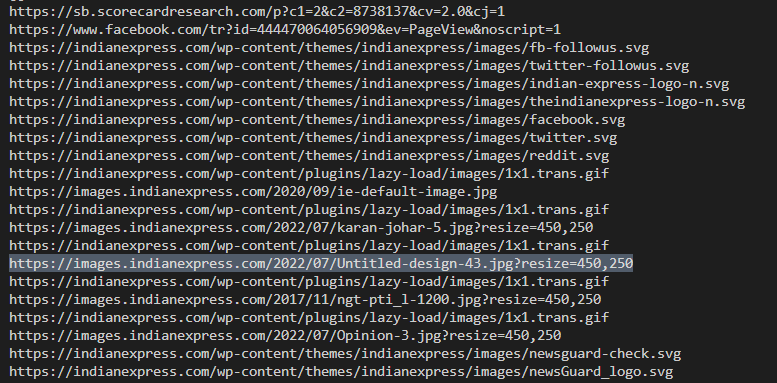 https://sb.scorecardresearch.com/p?c1=2&c2=8738137&cv=2.0&cj=1
https://www.facebook.com/tr?id=444470064056909&ev=PageView&noscript=1
https://indianexpress.com/wp-content/themes/indianexpress/images/fb-followus.svg
https://indianexpress.com/wp-content/themes/indianexpress/images/twitter-followus.svg
https://indianexpress.com/wp-content/themes/indianexpress/images/indian-express-logo-n.svg
https://indianexpress.com/wp-content/themes/indianexpress/images/theindianexpress-logo-n.svg
https://indianexpress.com/wp-content/themes/indianexpress/images/facebook.svg
https://indianexpress.com/wp-content/themes/indianexpress/images/twitter.svg
https://indianexpress.com/wp-content/themes/indianexpress/images/reddit.svg
https://indianexpress.com/wp-content/plugins/lazy-load/images/1x1.trans.gif
https://images.indianexpress.com/2020/09/ie-default-image.jpg
https://indianexpress.com/wp-content/plugins/lazy-load/images/1x1.trans.gif
https://images.indianexpress.com/2022/07/karan-johar-5.jpg?resize=450,250
https://indianexpress.com/wp-content/plugins/lazy-load/images/1x1.trans.gif
https://images.indianexpress.com/2022/07/Untitled-design-43.jpg?resize=450,250
https://indianexpress.com/wp-content/plugins/lazy-load/images/1x1.trans.gif
https://images.indianexpress.com/2017/11/ngt-pti_l-1200.jpg?resize=450,250
https://indianexpress.com/wp-content/plugins/lazy-load/images/1x1.trans.gif
https://images.indianexpress.com/2022/07/Opinion-3.jpg?resize=450,250
https://indianexpress.com/wp-content/themes/indianexpress/images/newsguard-check.svg
https://indianexpress.com/wp-content/themes/indianexpress/images/newsGuard_logo.svg